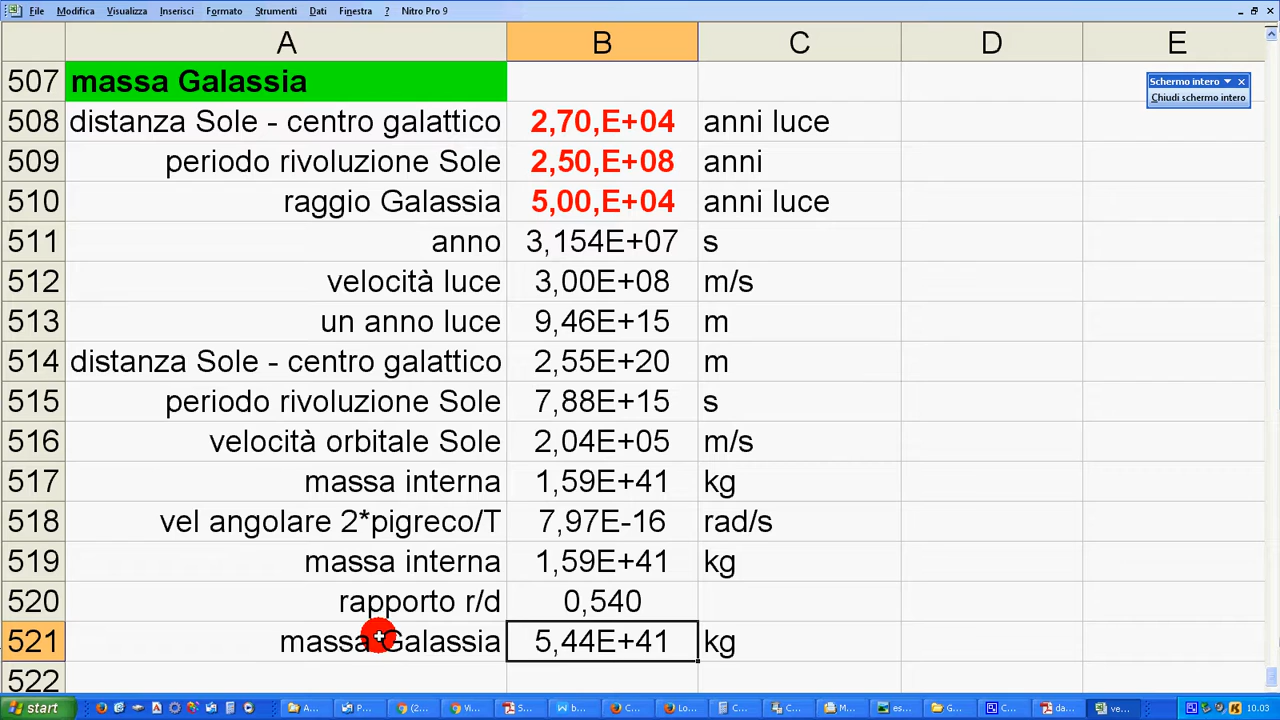 File Modifica Visualizza Inserisci Formato Strumenti Dati Finestra ? Nitro Pro 9
A B C D E
507 massa Galassia
Schermo intero
Chiudi schermo intero
508 distanza Sole - centro galattico 2,70,E+04 anni luce
509 periodo rivoluzione Sole 2,50,E+08 anni
510 raggio Galassia 5,00,E+04 anni luce
511 anno 3,154E+07 s
512 velocità luce 3,00E+08 m/s
513 un anno luce 9,46E+15 m
514 distanza Sole - centro galattico 2,55E+20 m
515 periodo rivoluzione Sole 7,88E+15 s
516 velocità orbitale Sole 2,04E+05 m/s
517 massa interna 1,59E+41 kg
518 vel angolare 2*pigreco/T 7,97E-16 rad/s
519 massa interna 1,59E+41 kg
520 rapporto r/d 0,540
521 massa Galassia 5,44E+41 kg
522
start A... P... (2... Vi... S... b... C... Lo... C... C... M... es... G... C... da... ve... 10.03